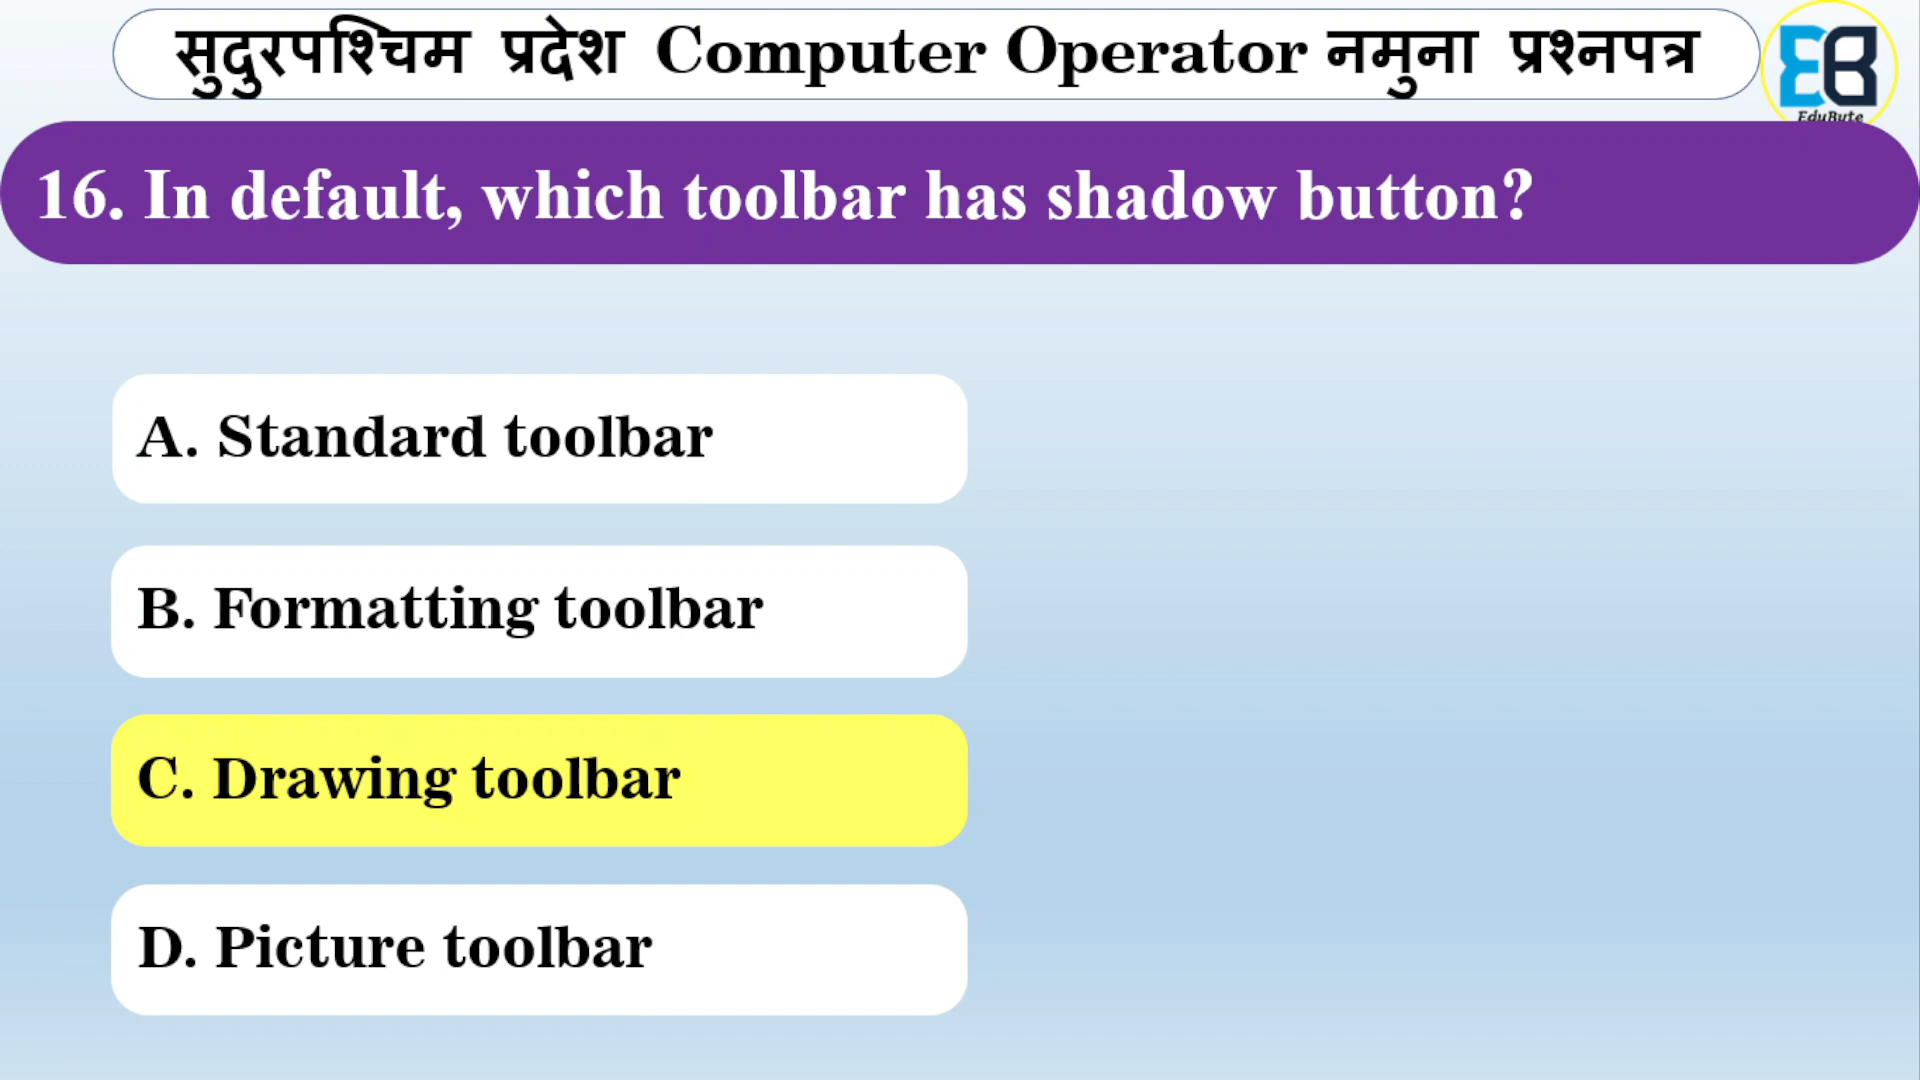 सुदुरपश्चिम प्रदेश Computer Operator नमुना प्रश्नपत्र
EduByte
16. In default, which toolbar has shadow button?
A. Standard toolbar
B. Formatting toolbar
C. Drawing toolbar
D. Picture toolbar